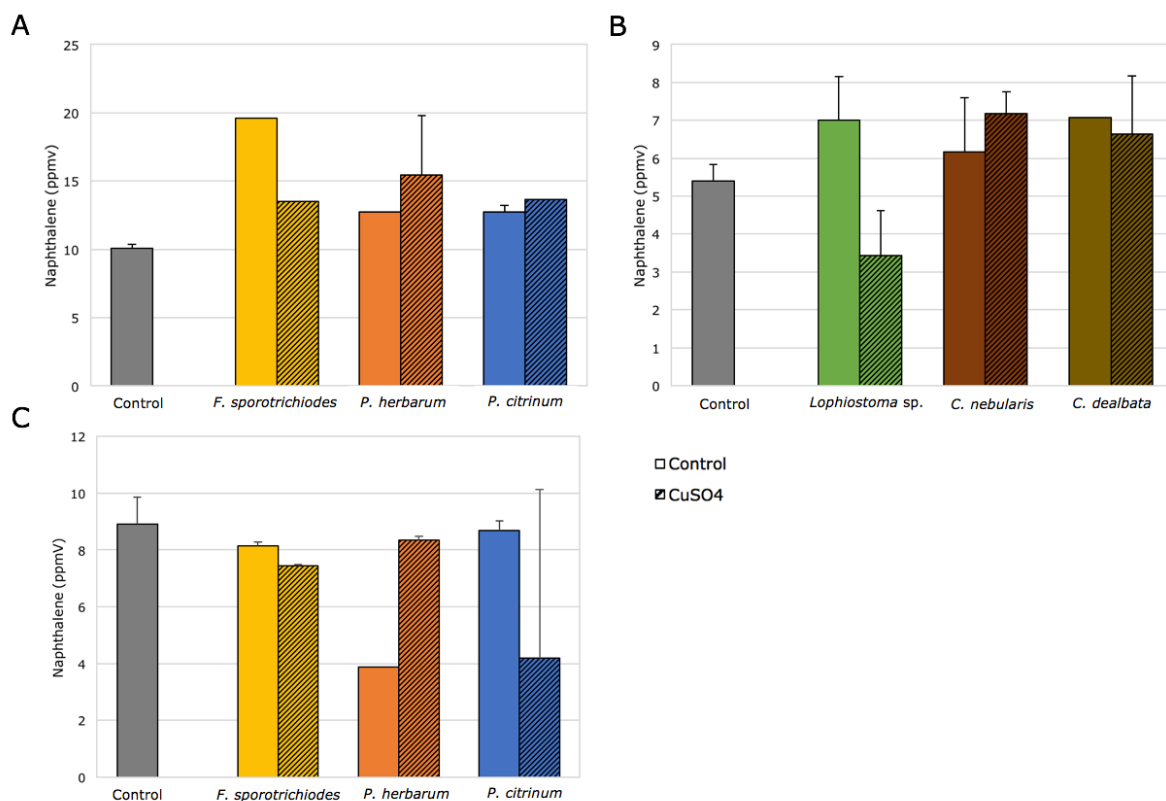 A
25
20
15
10
5
0
Naphthalene (ppmv)
Control
F. sporotrichiodes
P. herbarum
P. citrinum
B
9
8
7
6
5
4
3
2
1
0
Naphthalene (ppmv)
Control
Lophiostoma sp.
C. nebularis
C. dealbata
C
12
10
8
6
4
2
0
Naphthalene (ppmV)
Control
F. sporotrichiodes
P. herbarum
P. citrinum
Control
CuSO4